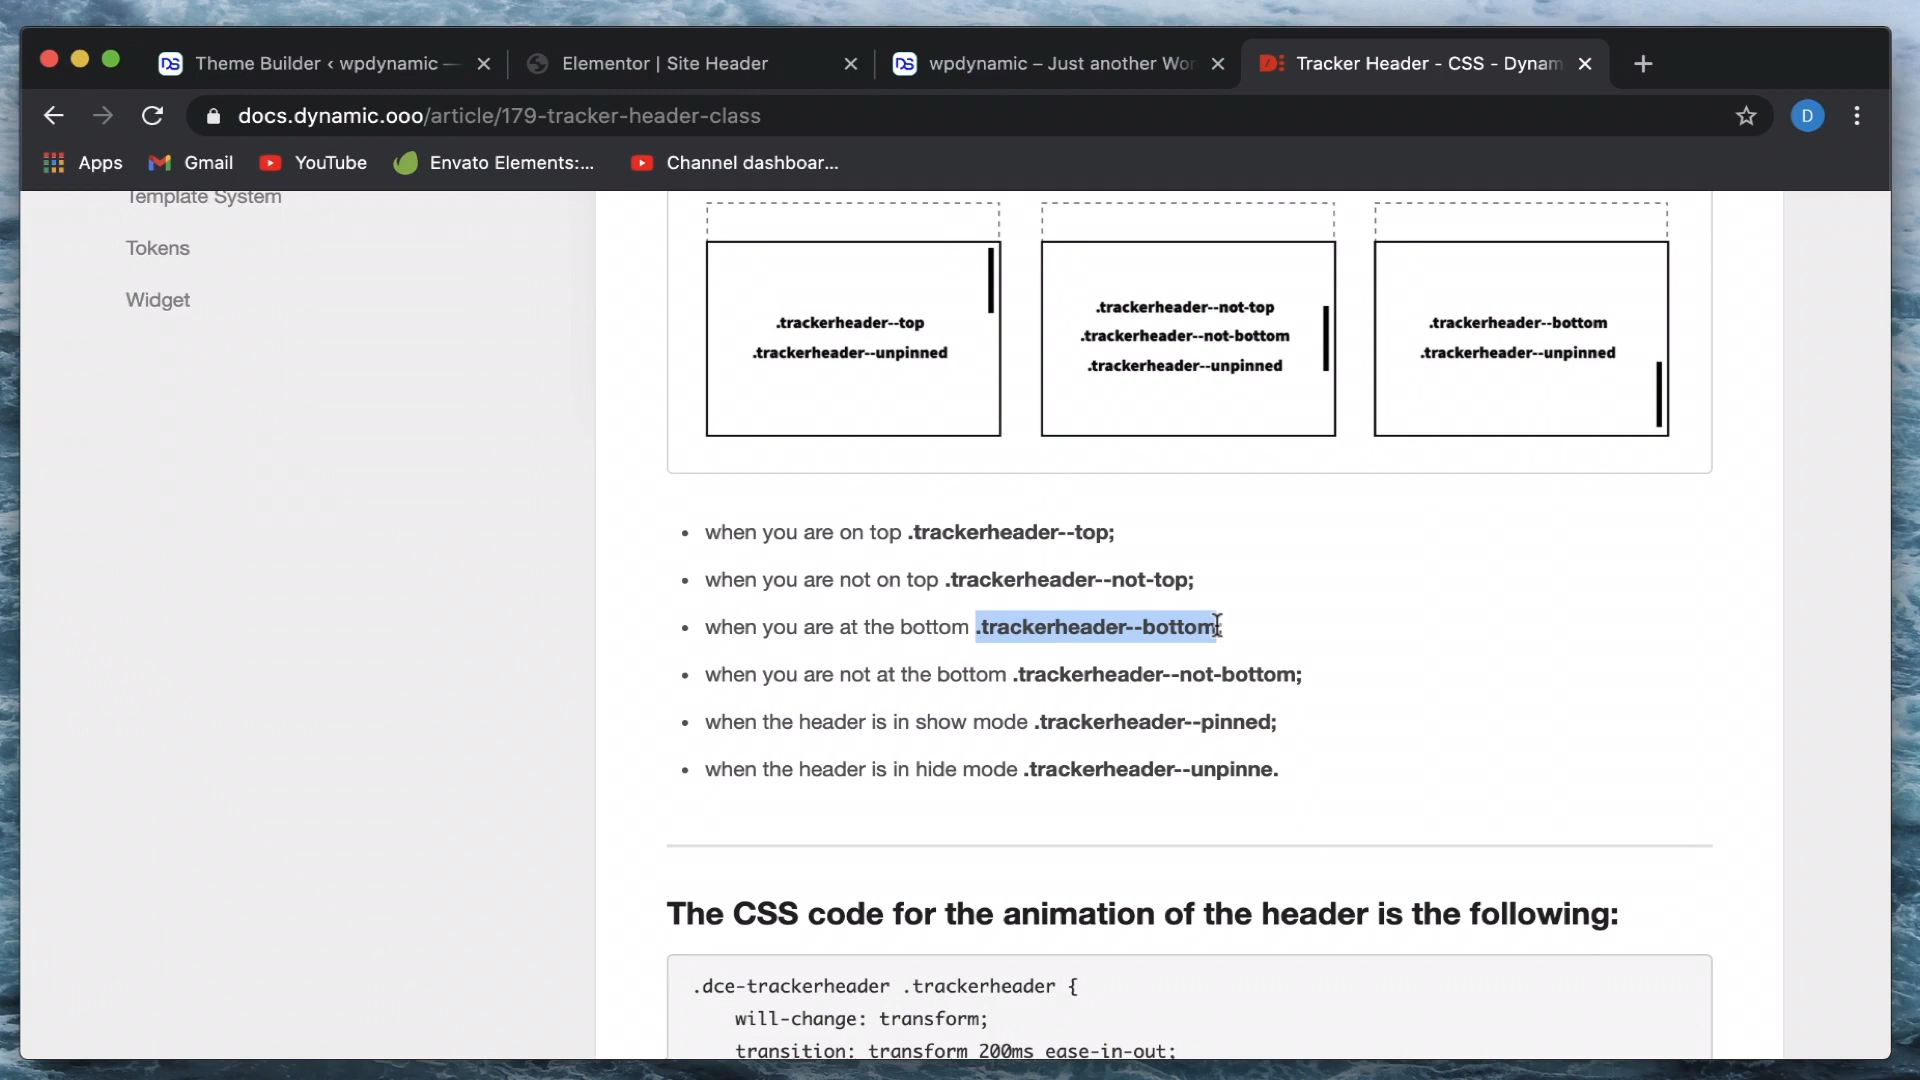 Theme Builder ‹ wpdynamic —
Elementor | Site Header
wpdynamic – Just another Wor
Tracker Header - CSS - Dynam
docs.dynamic.ooo/article/179-tracker-header-class
D
Apps
Gmail
YouTube
Envato Elements:...
Channel dashboar...
Template System
Tokens
Widget
.trackerheader--top
.trackerheader--unpinned
.trackerheader--not-top
.trackerheader--not-bottom
.trackerheader--unpinned
.trackerheader--bottom
.trackerheader--unpinned
when you are on top .trackerheader--top;
when you are not on top .trackerheader--not-top;
when you are at the bottom .trackerheader--bottom;
when you are not at the bottom .trackerheader--not-bottom;
when the header is in show mode .trackerheader--pinned;
when the header is in hide mode .trackerheader--unpinne.
The CSS code for the animation of the header is the following:
.dce-trackerheader .trackerheader {
will-change: transform;
transition: transform 200ms ease-in-out;